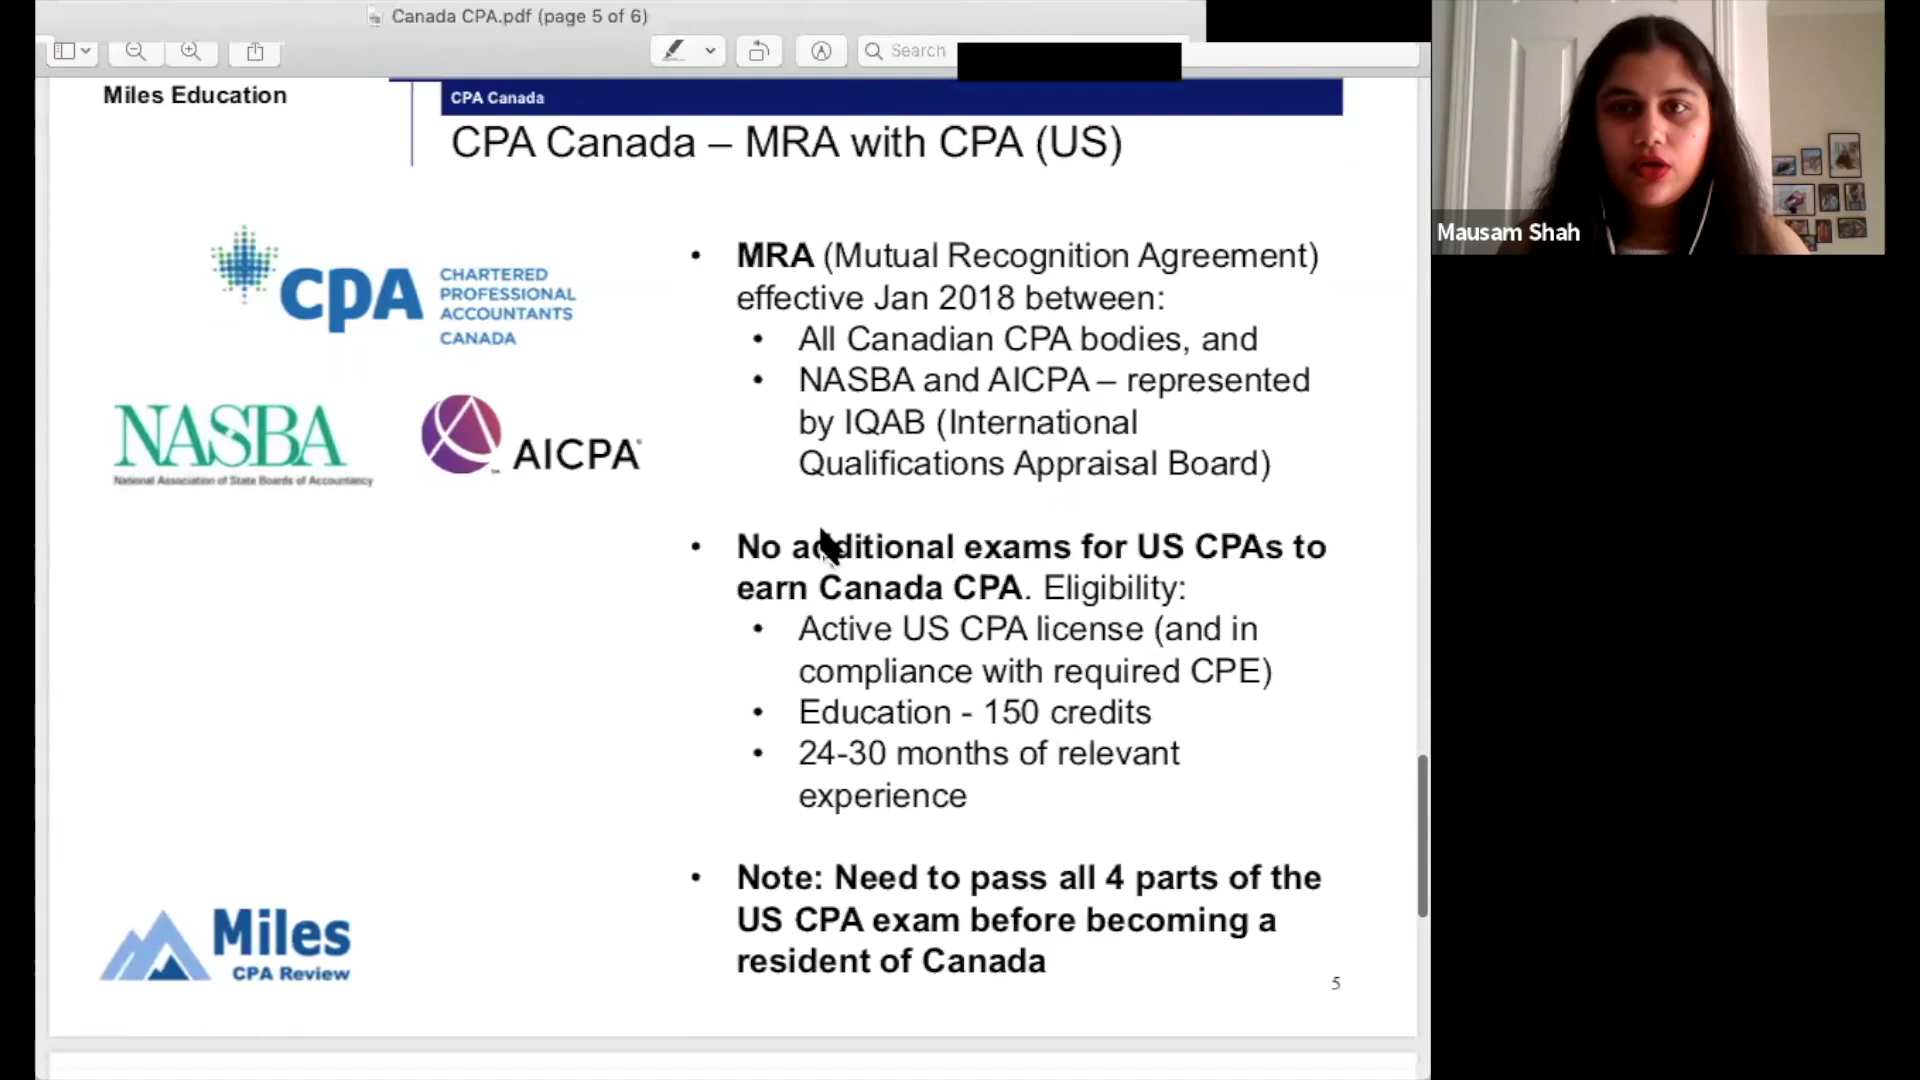 Canada CPA.pdf (page 5 of 6)
Search
Miles Education
CPA Canada
CPA Canada – MRA with CPA (US)
Mausam Shah
cpa
CHARTERED
PROFESSIONAL
ACCOUNTANTS
CANADA
NASBA
National Association of State Boards of Accountancy
AICPA
• MRA (Mutual Recognition Agreement)
effective Jan 2018 between:
• All Canadian CPA bodies, and
• NASBA and AICPA – represented
by IQAB (International
Qualifications Appraisal Board)
• No additional exams for US CPAs to
earn Canada CPA. Eligibility:
• Active US CPA license (and in
compliance with required CPE)
• Education - 150 credits
• 24-30 months of relevant
experience
• Note: Need to pass all 4 parts of the
US CPA exam before becoming a
resident of Canada
Miles
CPA Review
5